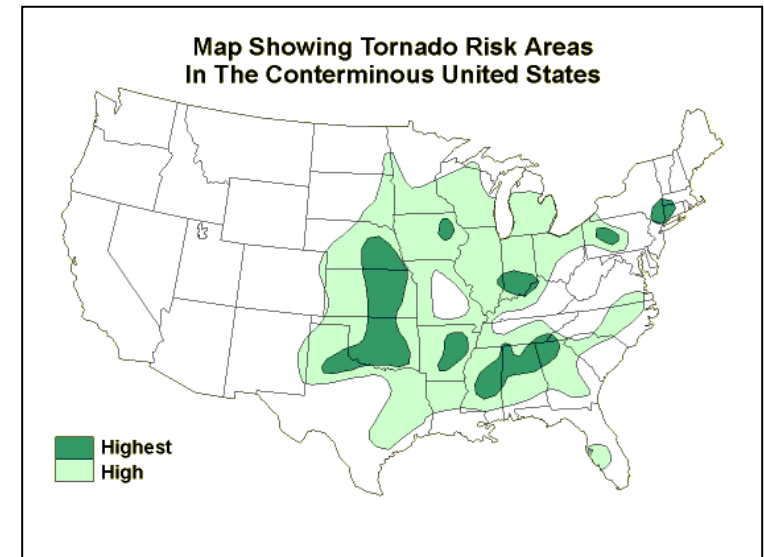 Map Showing Tornado Risk Areas
In The Conterminous United States
Highest
High